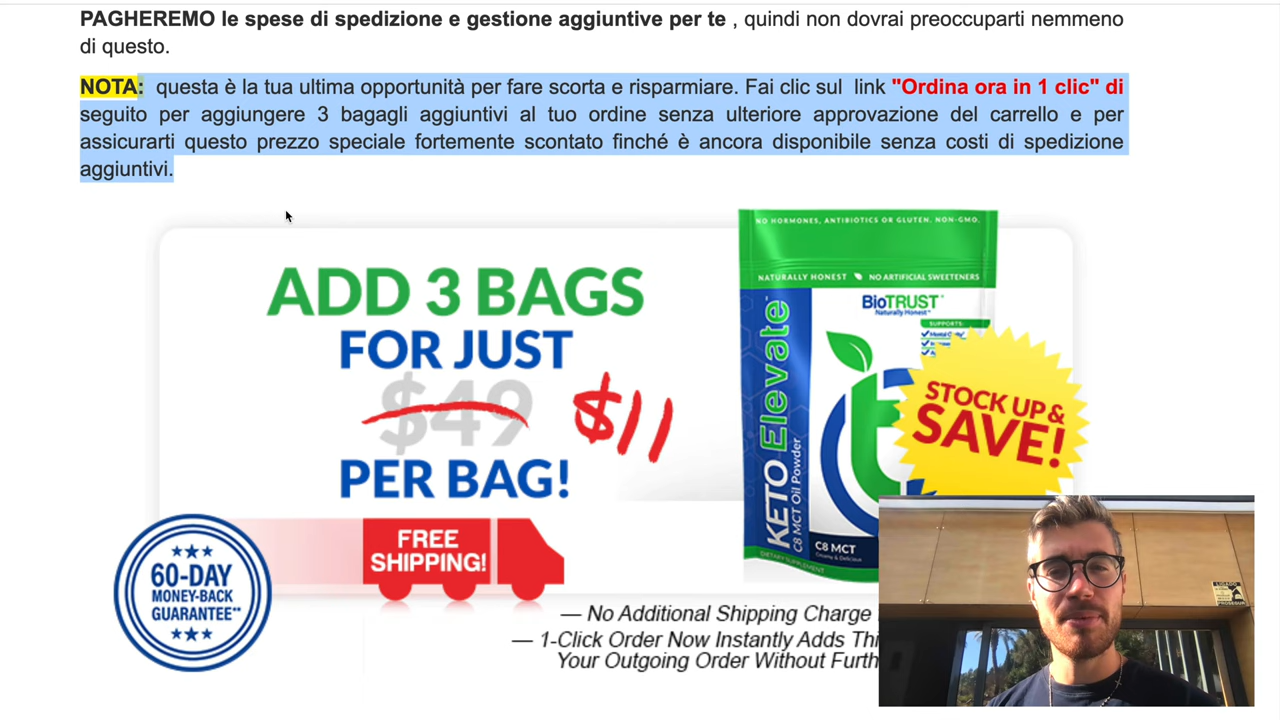 PAGHEREMO le spese di spedizione e gestione aggiuntive per te , quindi non dovrai preoccuparti nemmeno
di questo.
NOTA: questa è la tua ultima opportunità per fare scorta e risparmiare. Fai clic sul link "Ordina ora in 1 clic" di
seguito per aggiungere 3 bagagli aggiuntivi al tuo ordine senza ulteriore approvazione del carrello e per
assicurarti questo prezzo speciale fortemente scontato finché è ancora disponibile senza costi di spedizione
aggiuntivi.
ADD 3 BAGS
FOR JUST
$49 $11
PER BAG!
FREE
SHIPPING!
60-DAY
MONEY-BACK
GUARANTEE**
— No Additional Shipping Charge
— 1-Click Order Now Instantly Adds Thi
Your Outgoing Order Without Furth
NO HORMONES, ANTIBIOTICS OR GLUTEN. NON-GMO.
NATURALLY HONEST NO ARTIFICIAL SWEETENERS
BioTRUST
Naturally Honest
SUPPORTS:
KETO Elevate
C8 MCT Oil Powder
C8 MCT
Creamy & Delicious
DIETARY SUPPLEMENT
STOCK UP &
SAVE!